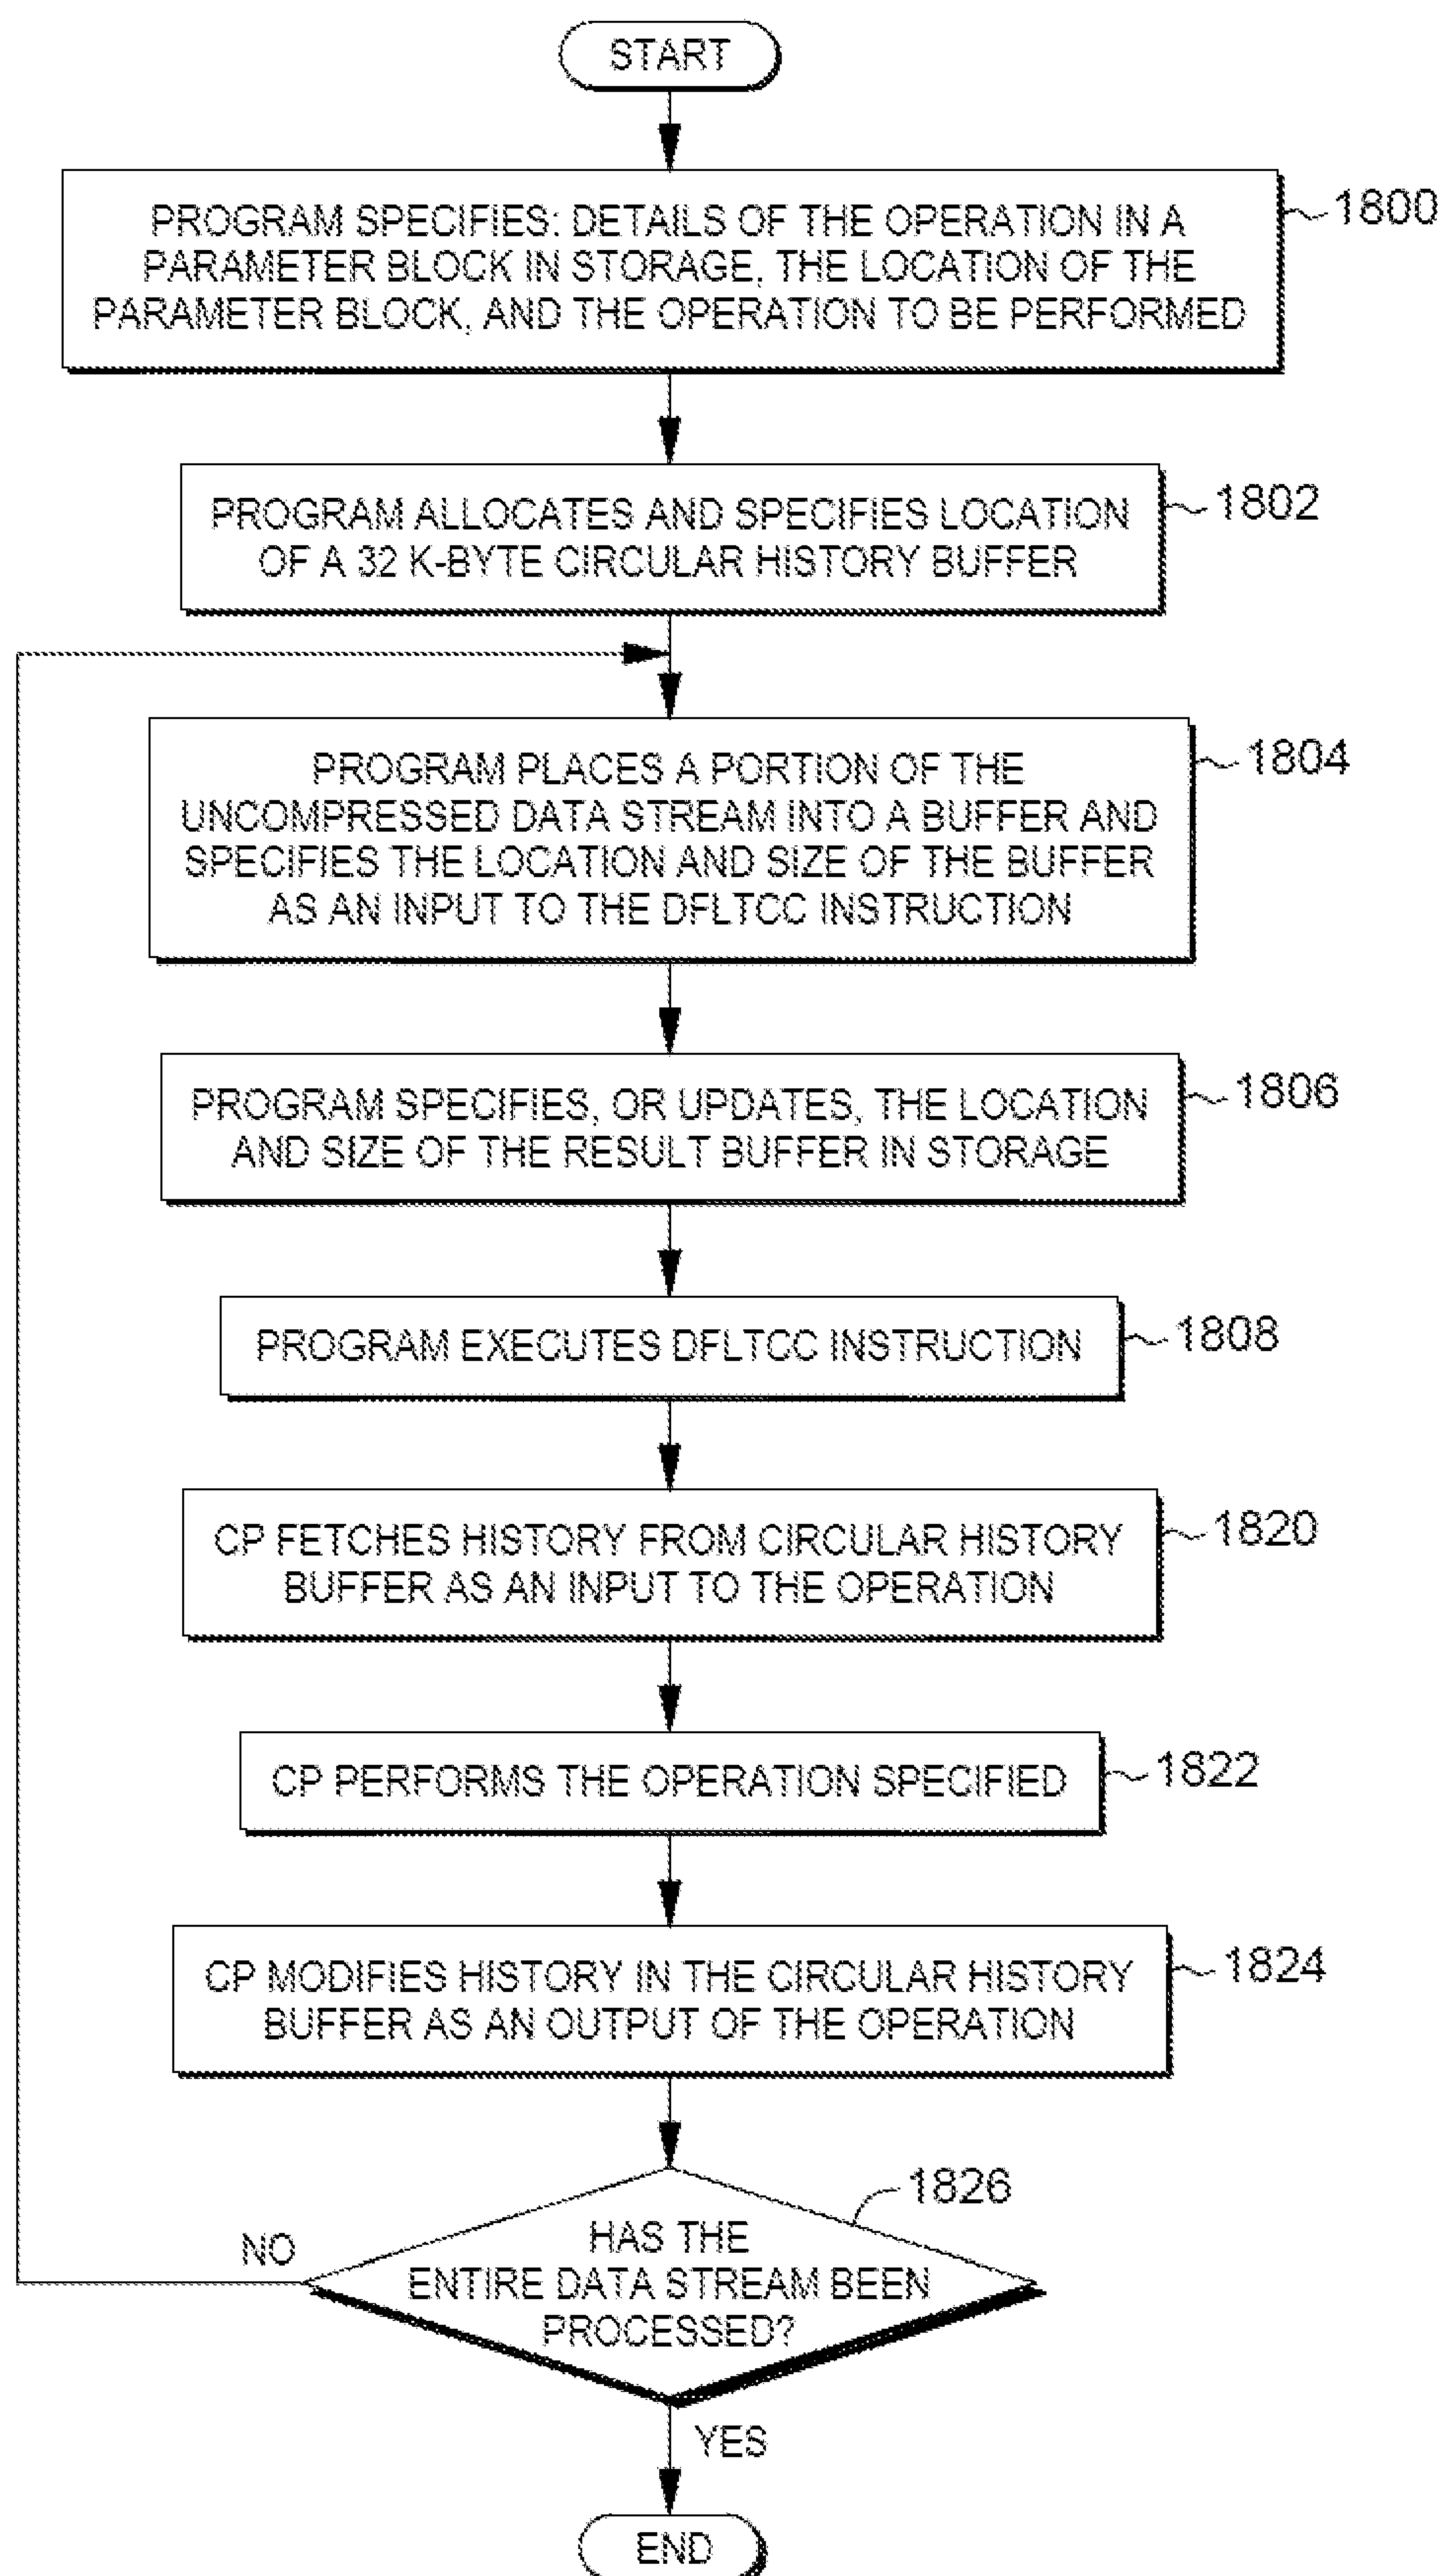 START
PROGRAM SPECIFIES: DETAILS OF THE OPERATION IN A
PARAMETER BLOCK IN STORAGE, THE LOCATION OF THE
PARAMETER BLOCK, AND THE OPERATION TO BE PERFORMED
1800
PROGRAM ALLOCATES AND SPECIFIES LOCATION
OF A 32 K-BYTE CIRCULAR HISTORY BUFFER
1802
PROGRAM PLACES A PORTION OF THE
UNCOMPRESSED DATA STREAM INTO A BUFFER AND
SPECIFIES THE LOCATION AND SIZE OF THE BUFFER
AS AN INPUT TO THE DFLTCC INSTRUCTION
1804
PROGRAM SPECIFIES, OR UPDATES, THE LOCATION
AND SIZE OF THE RESULT BUFFER IN STORAGE
1806
PROGRAM EXECUTES DFLTCC INSTRUCTION
1808
CP FETCHES HISTORY FROM CIRCULAR HISTORY
BUFFER AS AN INPUT TO THE OPERATION
1820
CP PERFORMS THE OPERATION SPECIFIED
1822
CP MODIFIES HISTORY IN THE CIRCULAR HISTORY
BUFFER AS AN OUTPUT OF THE OPERATION
1824
HAS THE
ENTIRE DATA STREAM BEEN
PROCESSED?
1826
NO
YES
END